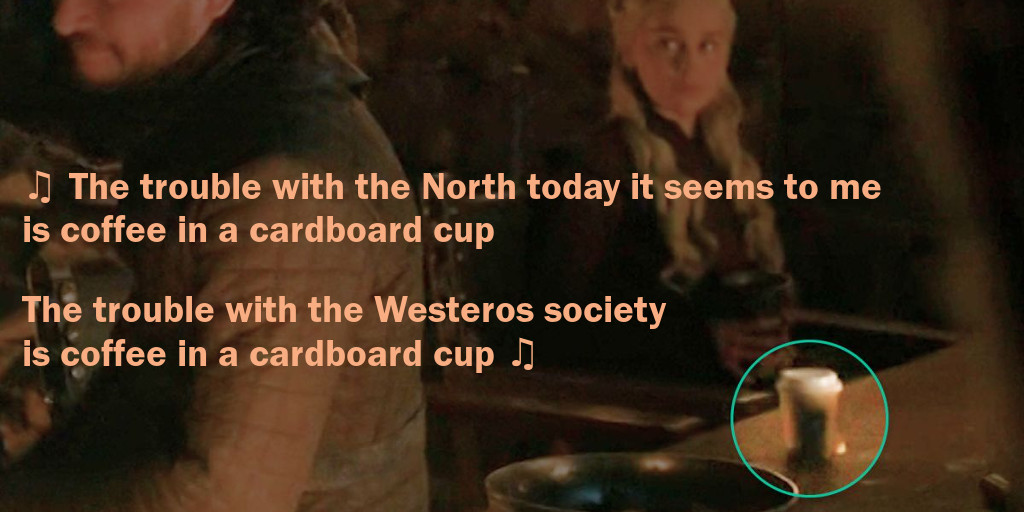 ♫ The trouble with the North today it seems to me
is coffee in a cardboard cup
The trouble with the Westeros society
is coffee in a cardboard cup ♫